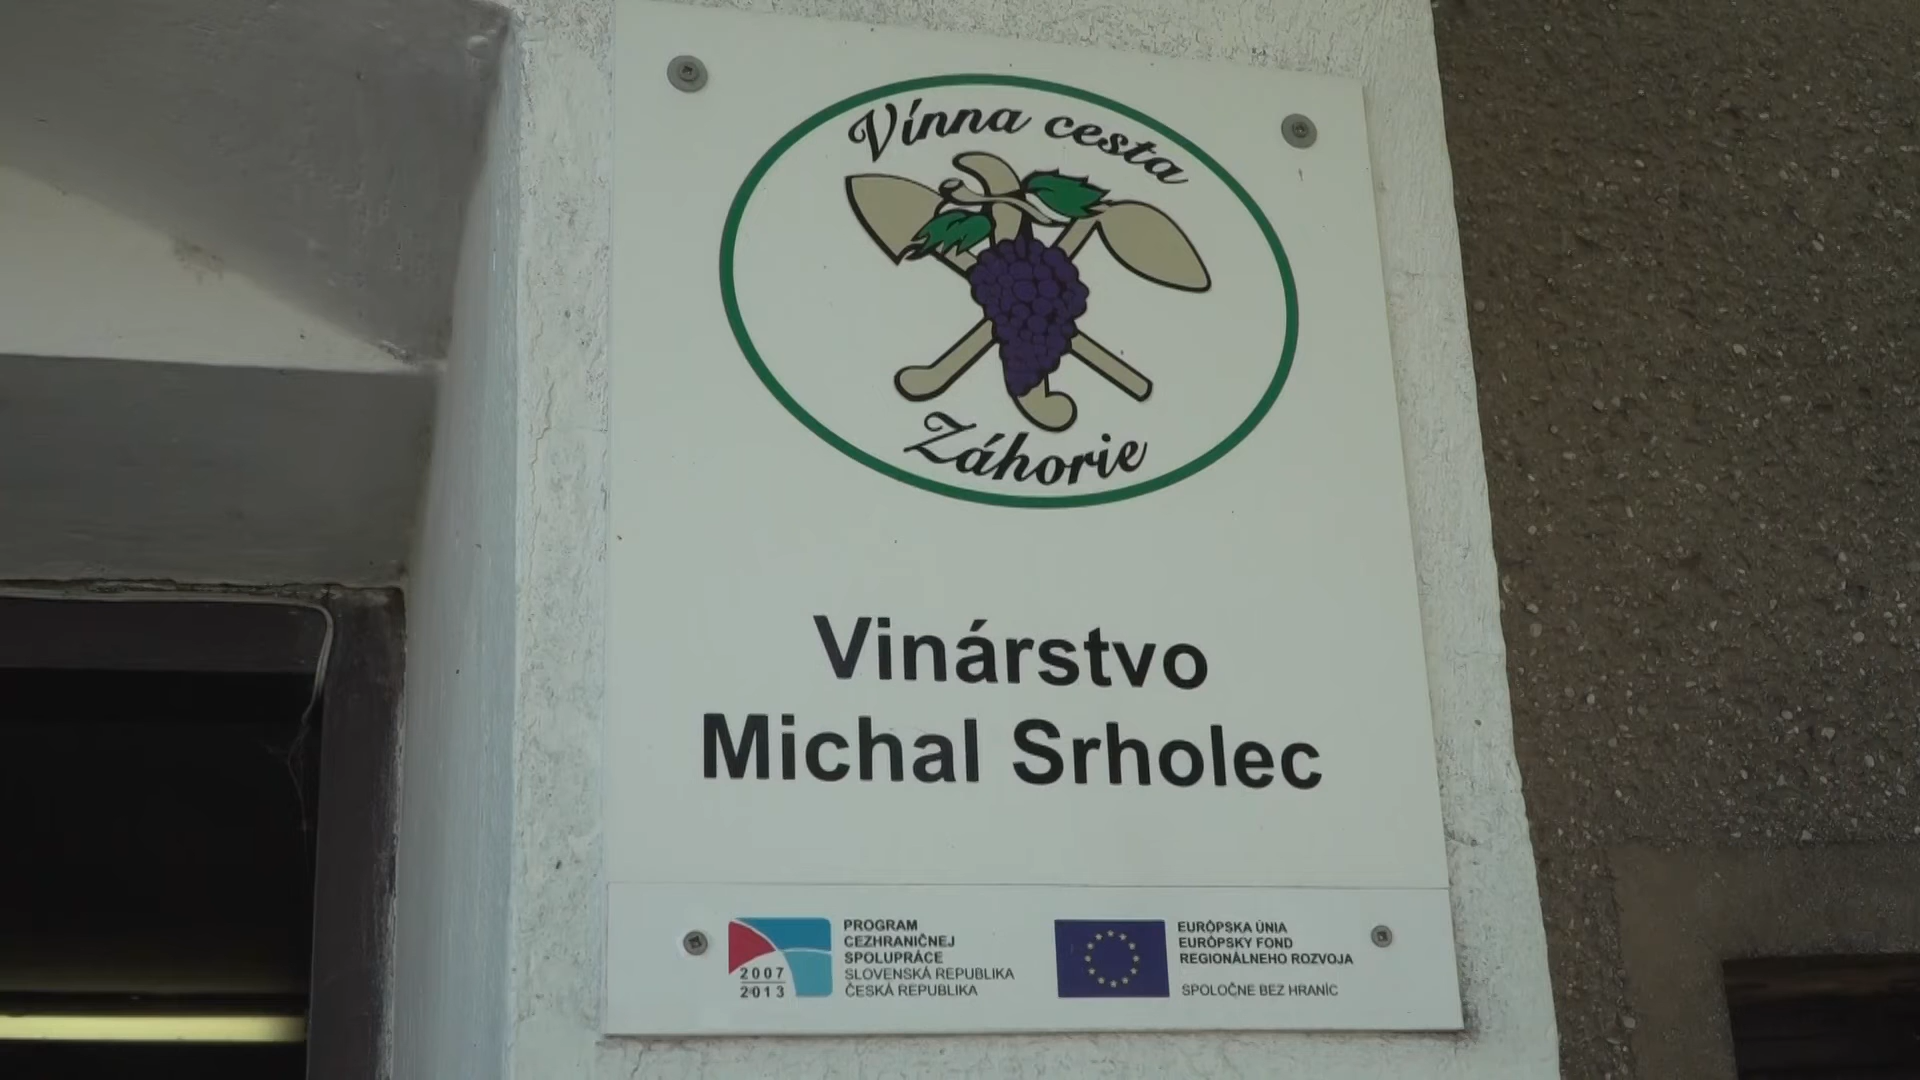 Vínna cesta
Záhorie
Vinárstvo
Michal Srholec
PROGRAM
CEZHRANIČNEJ
SPOLUPRÁCE
SLOVENSKÁ REPUBLIKA
ČESKÁ REPUBLIKA
2007
2013
EURÓPSKA ÚNIA
EURÓPSKY FOND
REGIONÁLNEHO ROZVOJA
SPOLOČNE BEZ HRANÍC